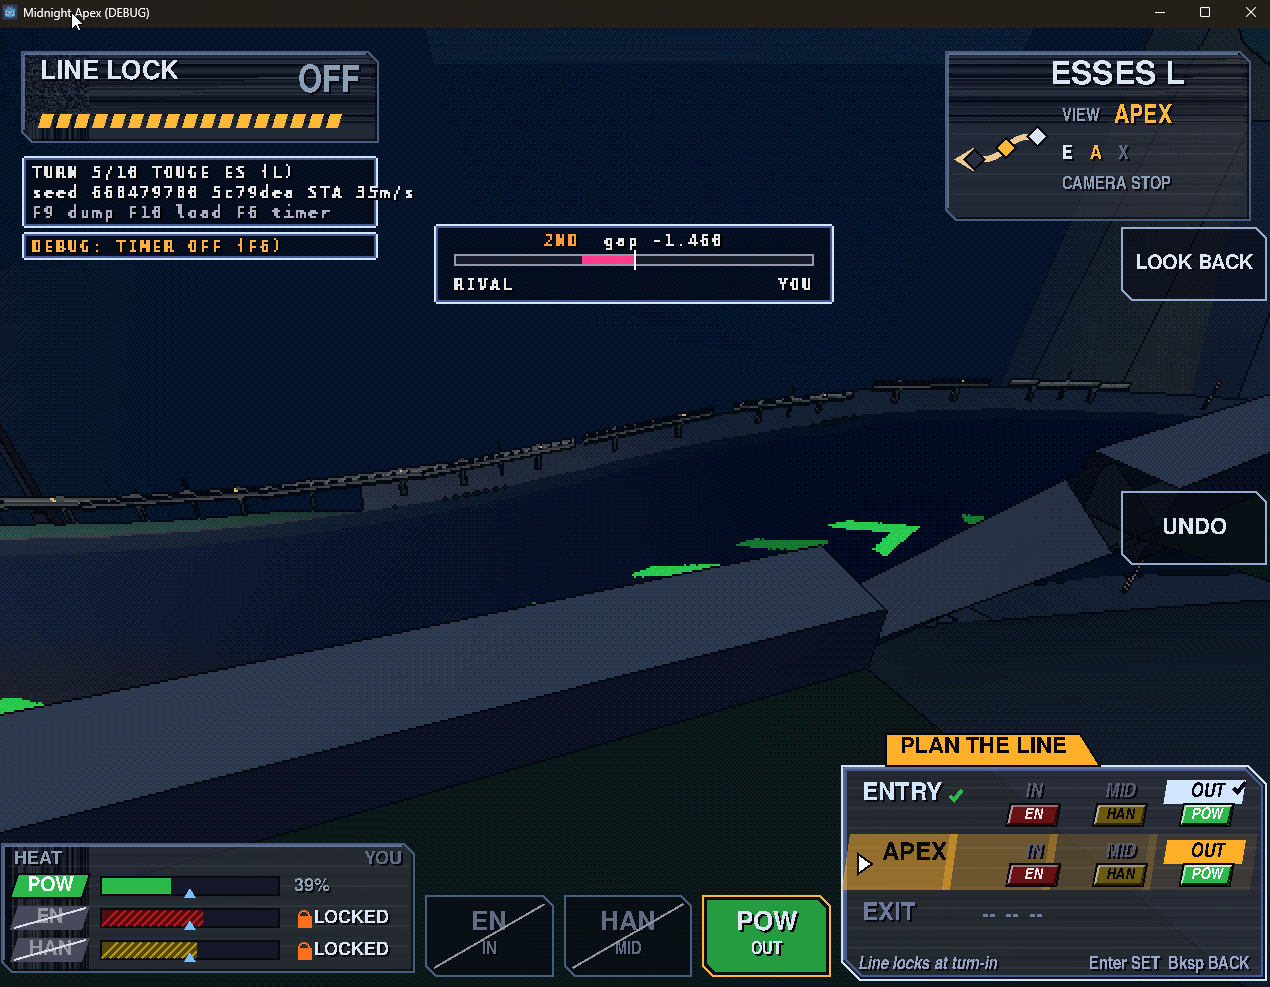 Midnight Apex (DEBUG)
LINE LOCK
OFF
TURN 5/10 TOUGE ES (L)
seed 668479708 5c79dea STA 35m/s
F9 dump F10 load F6 timer
DEBUG: TIMER OFF (F6)
2ND gap -1.460
RIVAL YOU
ESSES L
VIEW APEX
E A X
CAMERA STOP
LOOK BACK
UNDO
PLAN THE LINE
ENTRY IN MID OUT
EN HAN POW
APEX IN MID OUT
EN HAN POW
EXIT -- -- --
Line locks at turn-in Enter SET Bksp BACK
HEAT YOU
POW 39%
EN LOCKED
HAN LOCKED
EN
IN
HAN
MID
POW
OUT